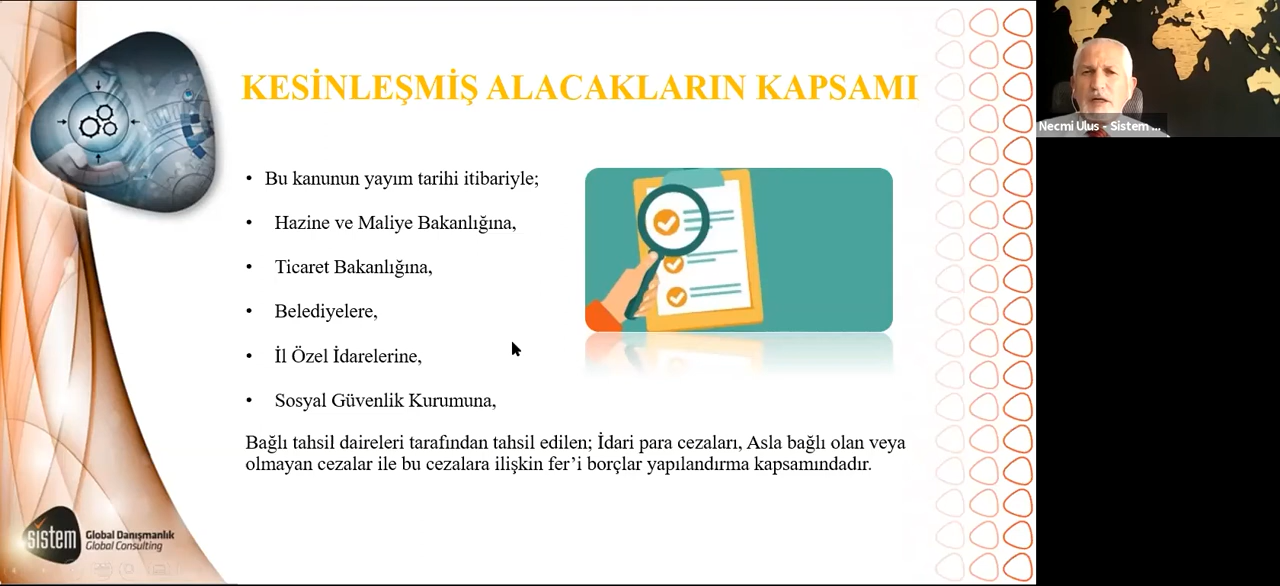 KESİNLEŞMİŞ ALACAKLARIN KAPSAMI
• Bu kanunun yayım tarihi itibariyle;
• Hazine ve Maliye Bakanlığına,
• Ticaret Bakanlığına,
• Belediyelere,
• İl Özel İdarelerine,
• Sosyal Güvenlik Kurumuna,
Bağlı tahsil daireleri tarafından tahsil edilen; İdari para cezaları, Asla bağlı olan veya
olmayan cezalar ile bu cezalara ilişkin fer’i borçlar yapılandırma kapsamındadır.
sistem
Global Danışmanlık
Global Consulting
Necmi Ulus - Sistem ...